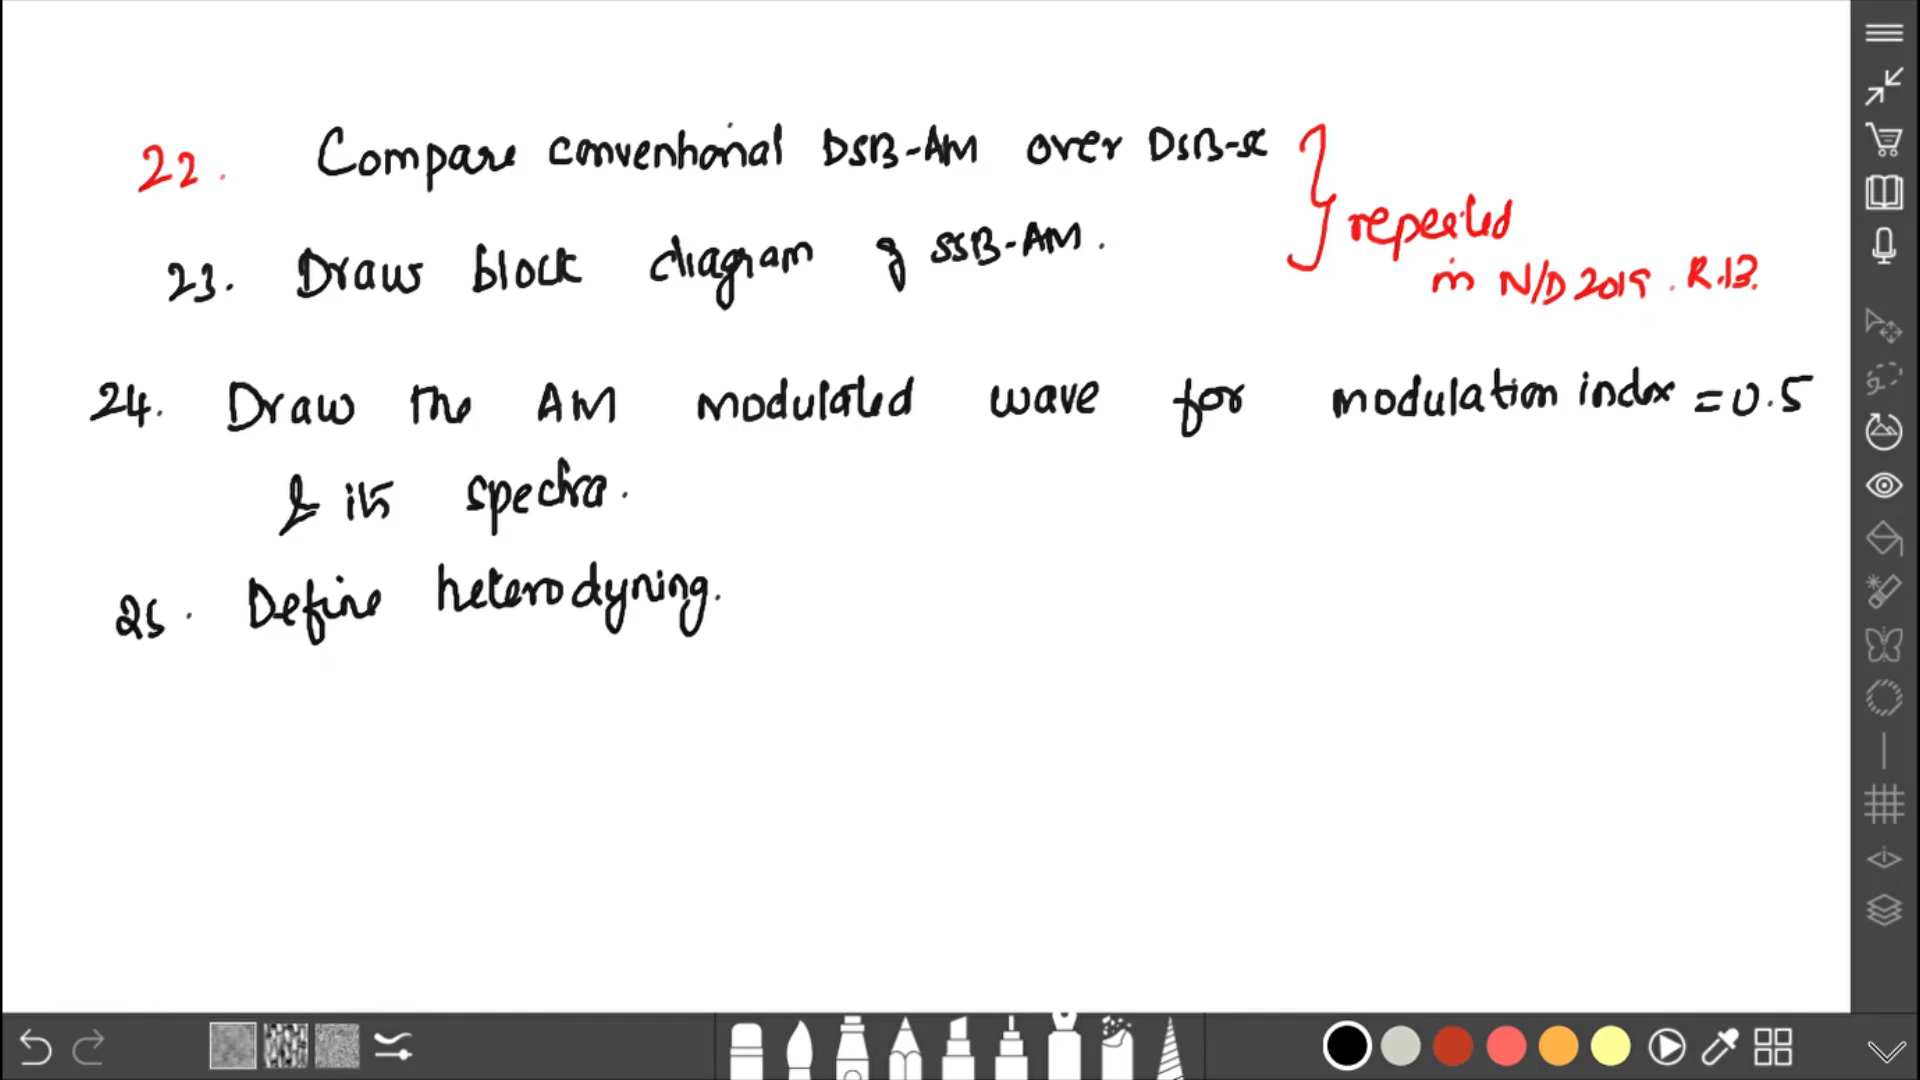 22. Compare conventional DSB-AM over DSB-SC
23. Draw block diagram of SSB-AM.
repeated
in N/D 2019. R.13.
24. Draw the AM modulated wave for modulation index = 0.5
& its spectra.
25. Define heterodyning.